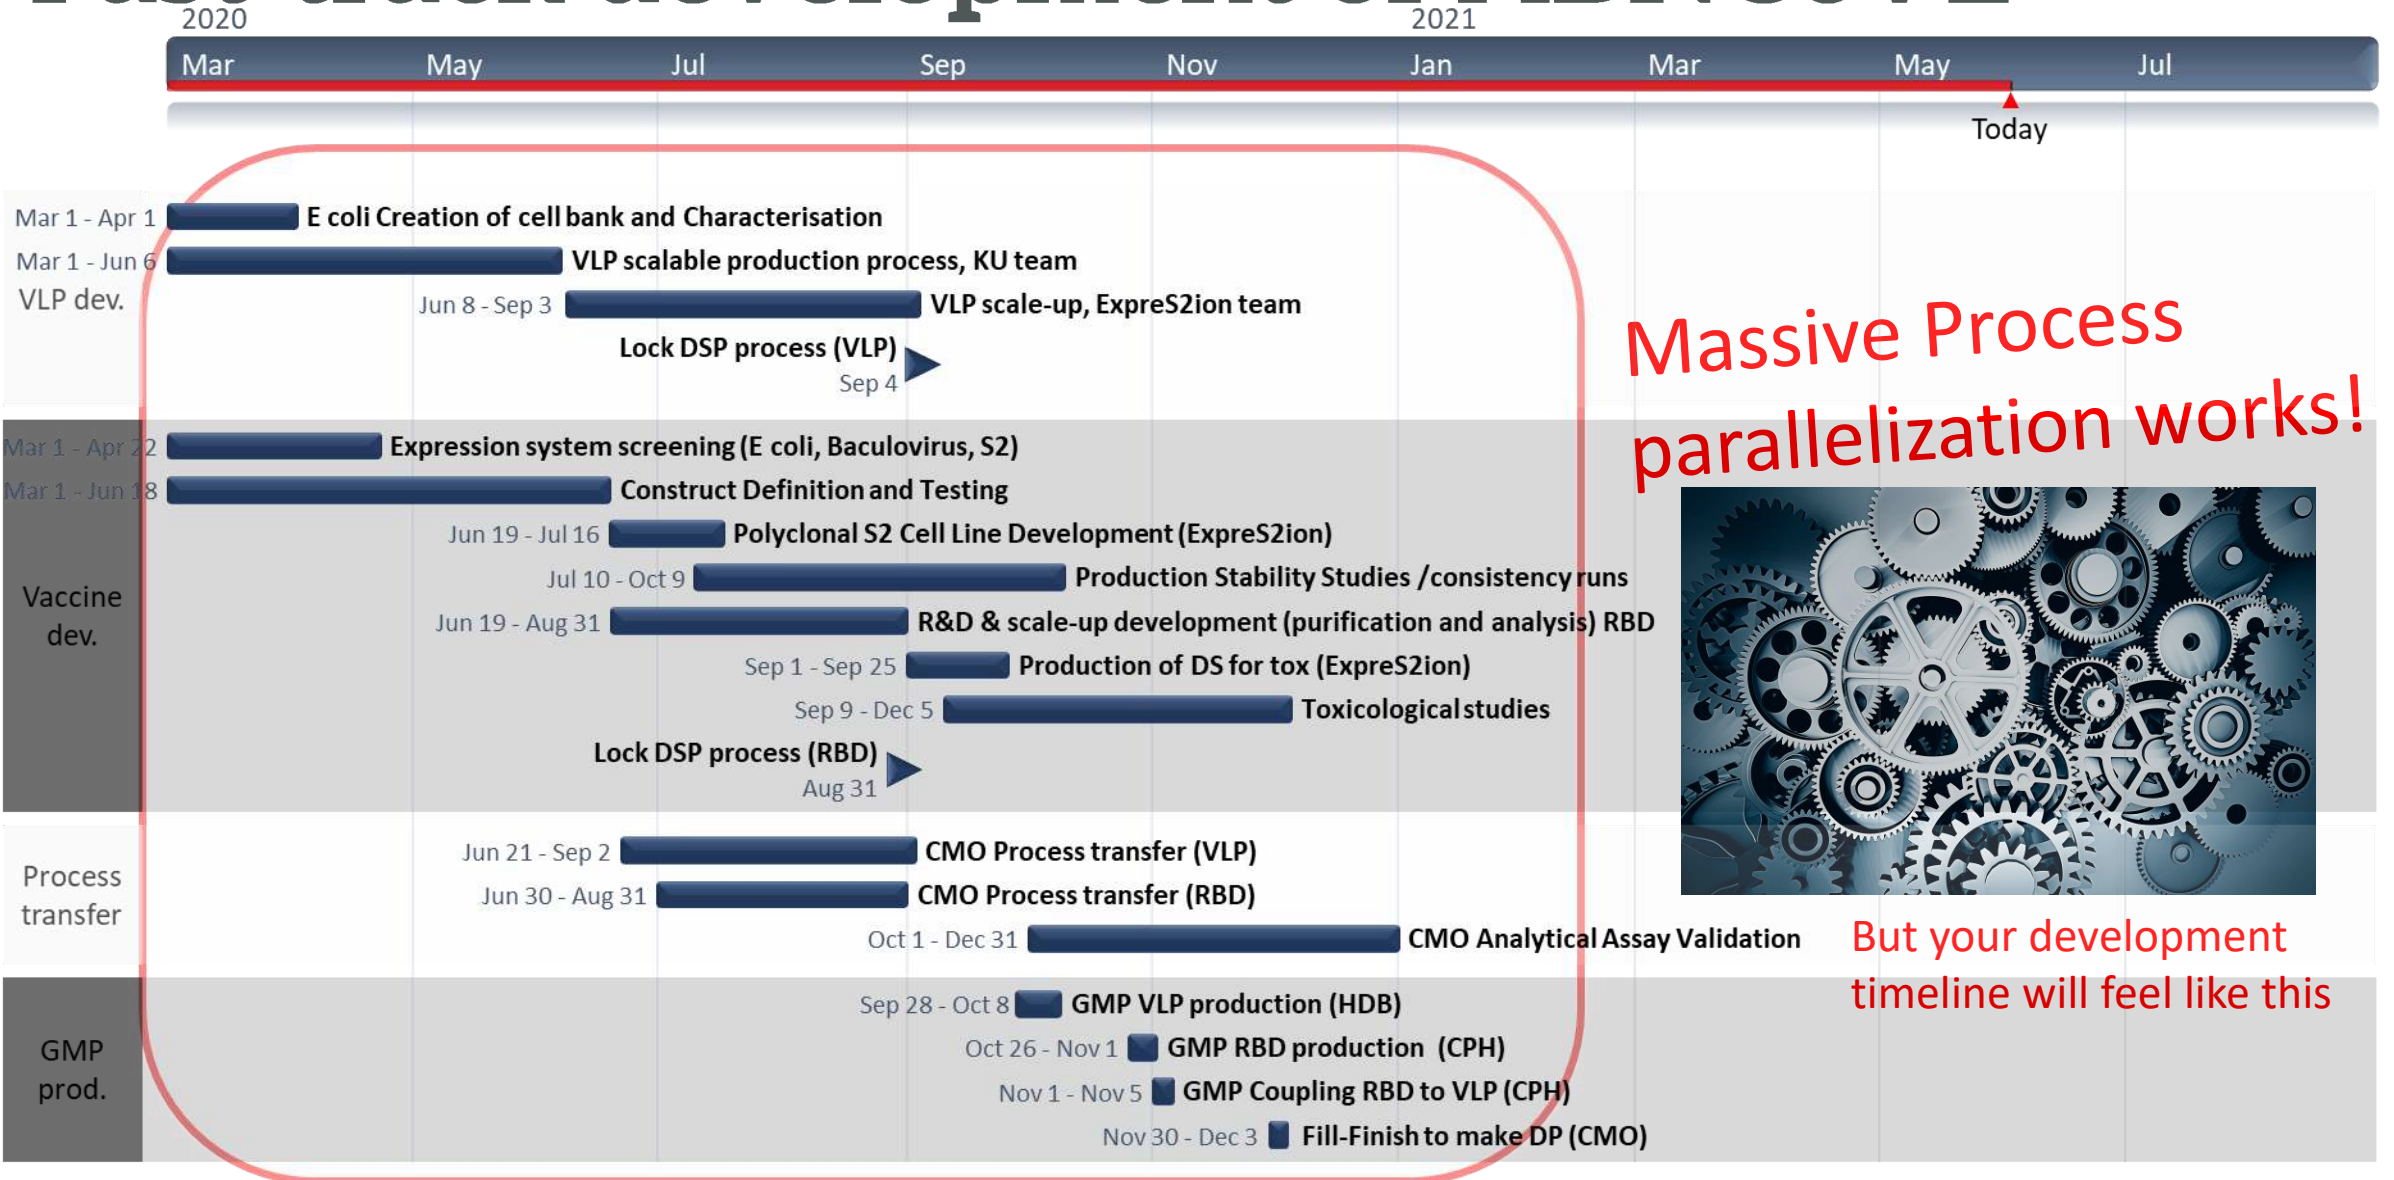 Fast track development of ABNCoV2
2020 2021
Mar May Jul Sep Nov Jan Mar May Jul
Today
Mar 1 - Apr 1 E coli Creation of cell bank and Characterisation
Mar 1 - Jun 6 VLP scalable production process, KU team
VLP dev.
Jun 8 - Sep 3 VLP scale-up, ExpreS2ion team
Lock DSP process (VLP)
Sep 4
Massive Process
parallelization works!
Mar 1 - Apr 22 Expression system screening (E coli, Baculovirus, S2)
Mar 1 - Jun 18 Construct Definition and Testing
Jun 19 - Jul 16 Polyclonal S2 Cell Line Development (ExpreS2ion)
Jul 10 - Oct 9 Production Stability Studies /consistency runs
Vaccine
dev.
Jun 19 - Aug 31 R&D & scale-up development (purification and analysis) RBD
Sep 1 - Sep 25 Production of DS for tox (ExpreS2ion)
Sep 9 - Dec 5 Toxicological studies
Lock DSP process (RBD)
Aug 31
Process
transfer
Jun 21 - Sep 2 CMO Process transfer (VLP)
Jun 30 - Aug 31 CMO Process transfer (RBD)
Oct 1 - Dec 31 CMO Analytical Assay Validation
But your development
timeline will feel like this
GMP
prod.
Sep 28 - Oct 8 GMP VLP production (HDB)
Oct 26 - Nov 1 GMP RBD production (CPH)
Nov 1 - Nov 5 GMP Coupling RBD to VLP (CPH)
Nov 30 - Dec 3 Fill-Finish to make DP (CMO)